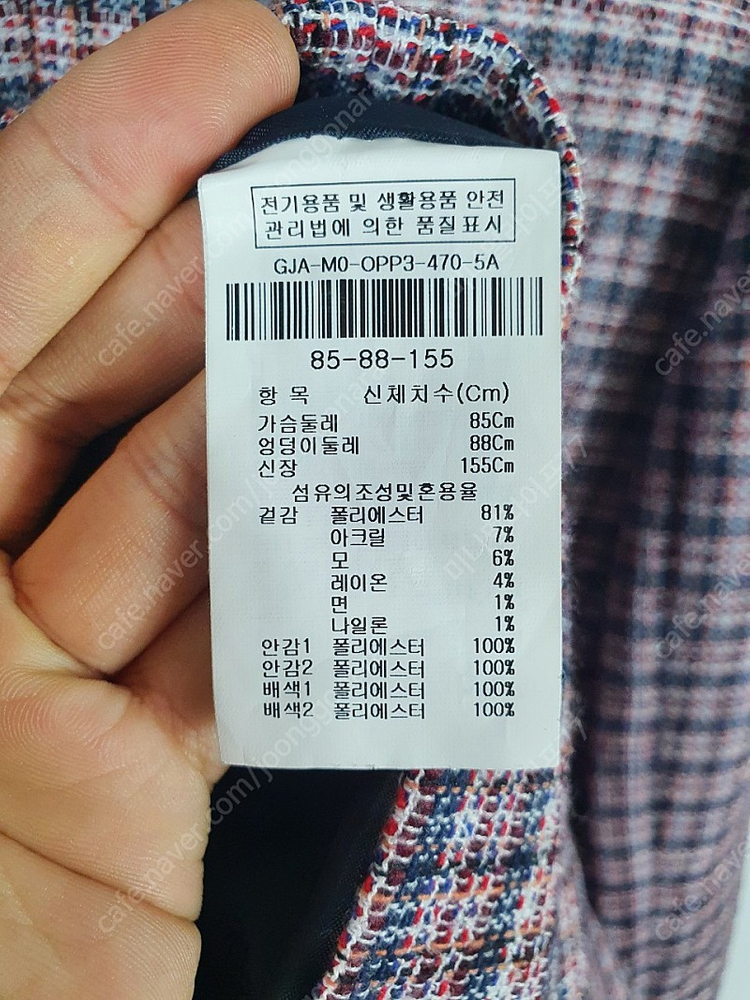 전기용품 및 생활용품 안전
관리법에 의한 품질표시
GJA-M0-OPP3-470-5A
85-88-155
항 목 신체치수(Cm)
가슴둘레 85Cm
엉덩이둘레 88Cm
신장 155Cm
섬유의조성및혼용율
겉감 폴리에스터 81%
아크릴 7%
모 6%
레이온 4%
면 1%
나일론 1%
안감1 폴리에스터 100%
안감2 폴리에스터 100%
배색1 폴리에스터 100%
배색2 폴리에스터 100%